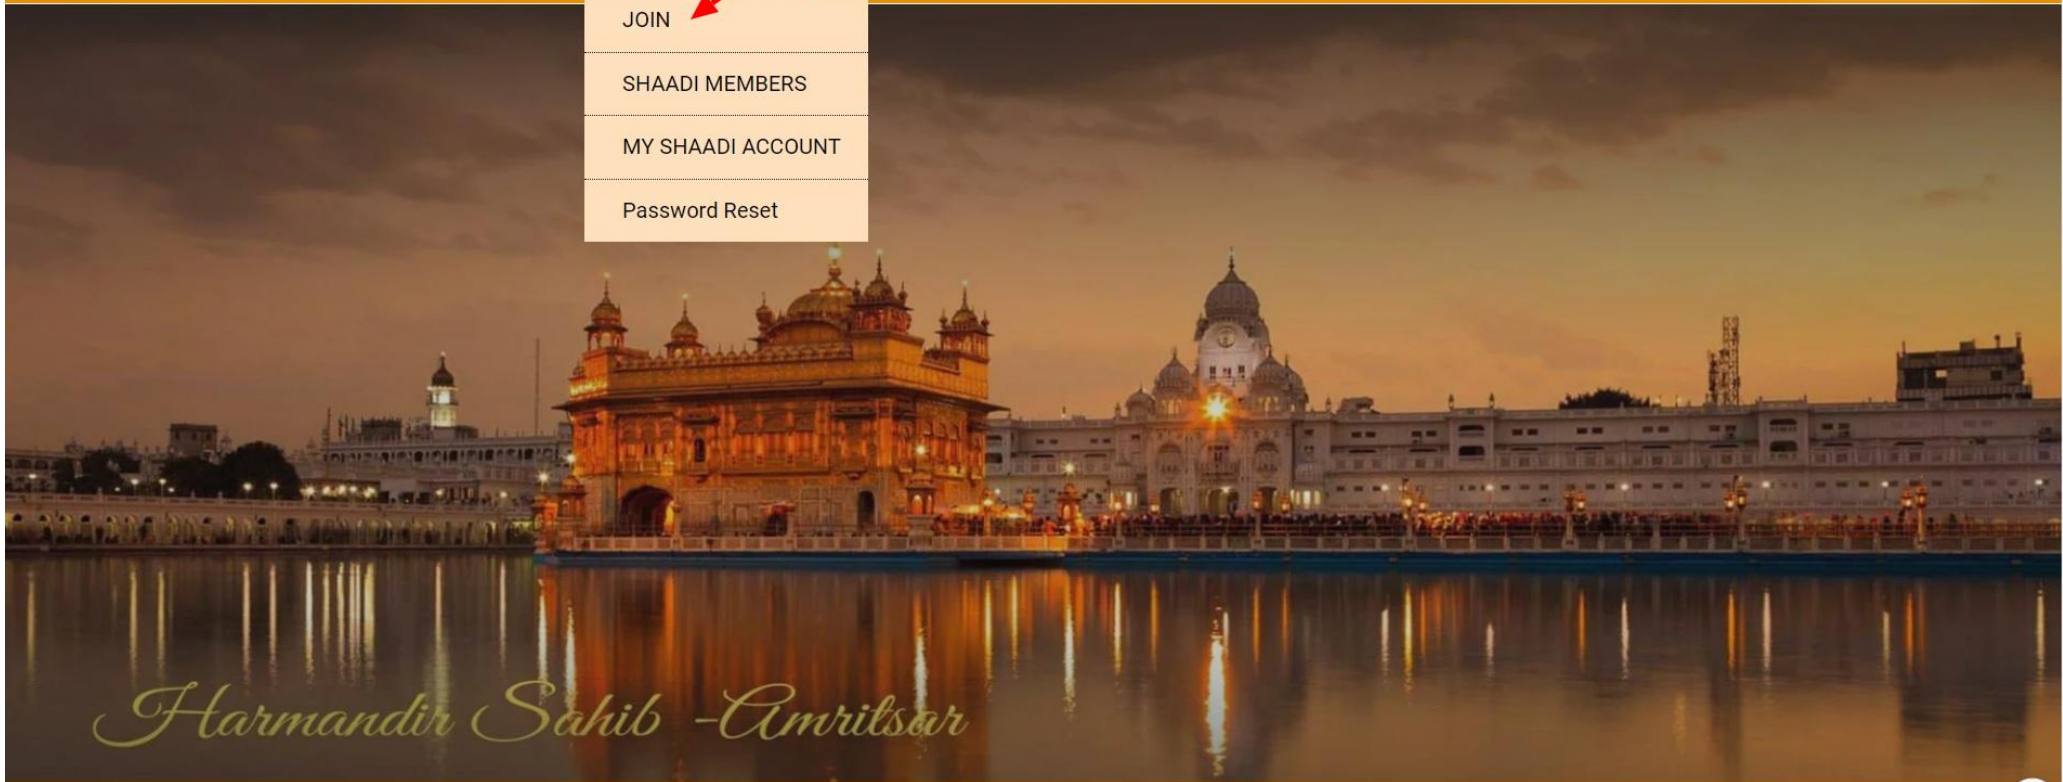 JOIN
SHAADI MEMBERS
MY SHAADI ACCOUNT
Password Reset
Harmandir Sahib -Amritsar